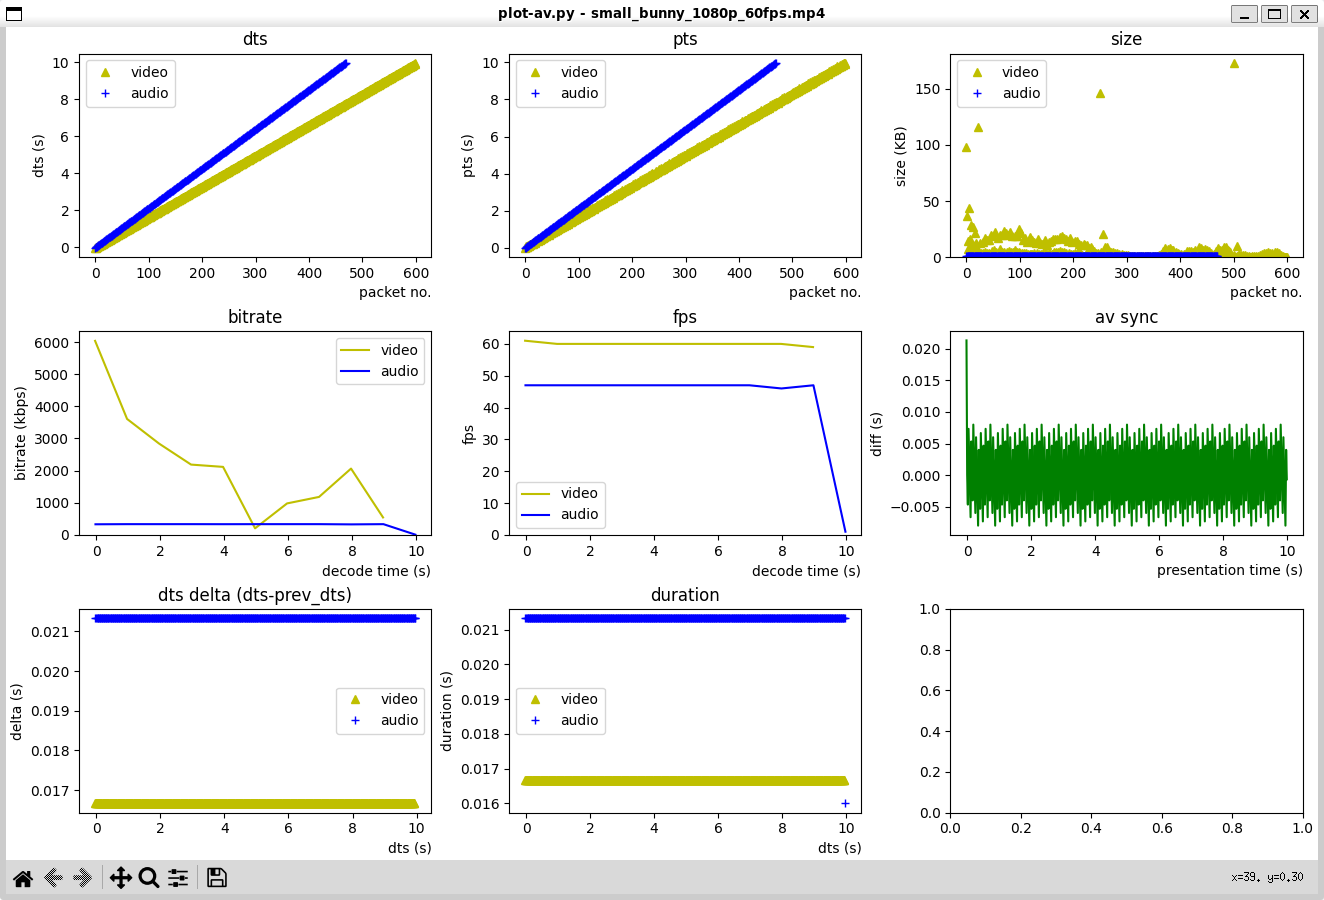 plot-av.py - small_bunny_1080p_60fps.mp4
dts
video
audio
10
8
6
4
2
0
dts (s)
0 100 200 300 400 500 600
packet no.
pts
video
audio
10
8
6
4
2
0
pts (s)
0 100 200 300 400 500 600
packet no.
size
video
audio
150
100
50
0
size (KB)
0 100 200 300 400 500 600
packet no.
bitrate
video
audio
6000
5000
4000
3000
2000
1000
0
bitrate (kbps)
0 2 4 6 8 10
decode time (s)
fps
60
50
40
30
20
10
0
fps
video
audio
0 2 4 6 8 10
decode time (s)
av sync
0.020
0.015
0.010
0.005
0.000
−0.005
diff (s)
0 2 4 6 8 10
presentation time (s)
dts delta (dts-prev_dts)
0.021
0.020
0.019
0.018
0.017
delta (s)
video
audio
0 2 4 6 8 10
dts (s)
duration
0.021
0.020
0.019
0.018
0.017
0.016
duration (s)
video
audio
0 2 4 6 8 10
dts (s)
1.0
0.8
0.6
0.4
0.2
0.0
0.0 0.2 0.4 0.6 0.8 1.0
x=39. y=0.30